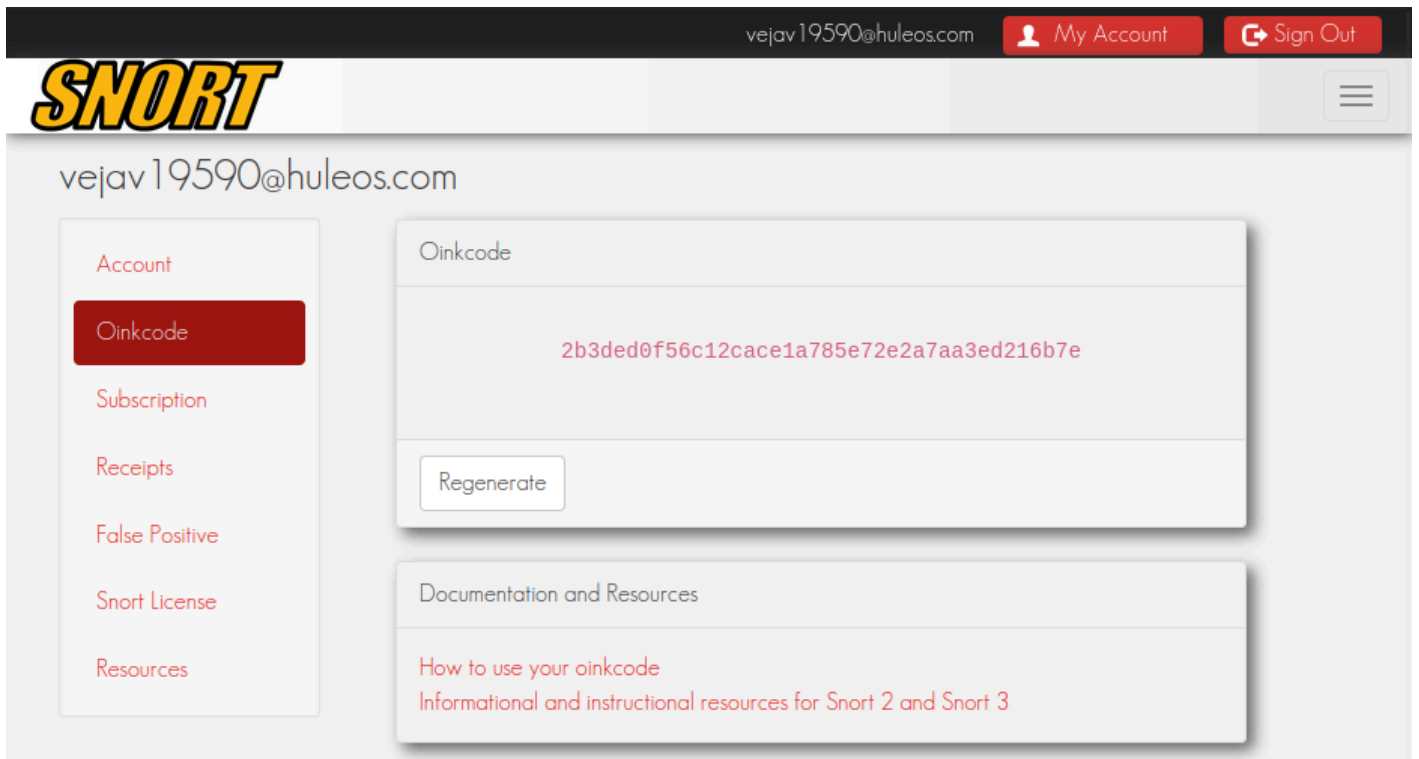 vejav19590@huleos.com My Account Sign Out
SNORT
vejav19590@huleos.com
Account
Oinkcode
Subscription
Receipts
False Positive
Snort License
Resources
Oinkcode
2b3ded0f56c12cace1a785e72e2a7aa3ed216b7e
Regenerate
Documentation and Resources
How to use your oinkcode
Informational and instructional resources for Snort 2 and Snort 3